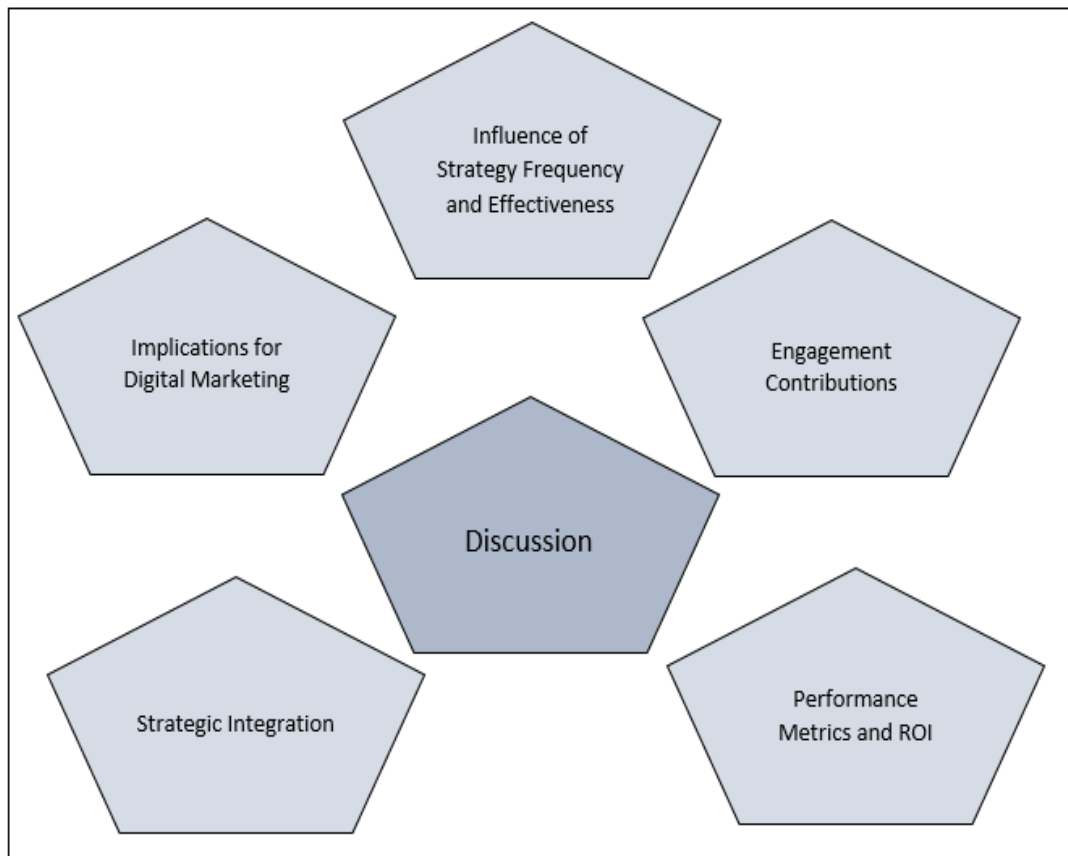 Influence of
Strategy Frequency
and Effectiveness
Implications for
Digital Marketing
Engagement
Contributions
Discussion
Strategic Integration
Performance
Metrics and ROI